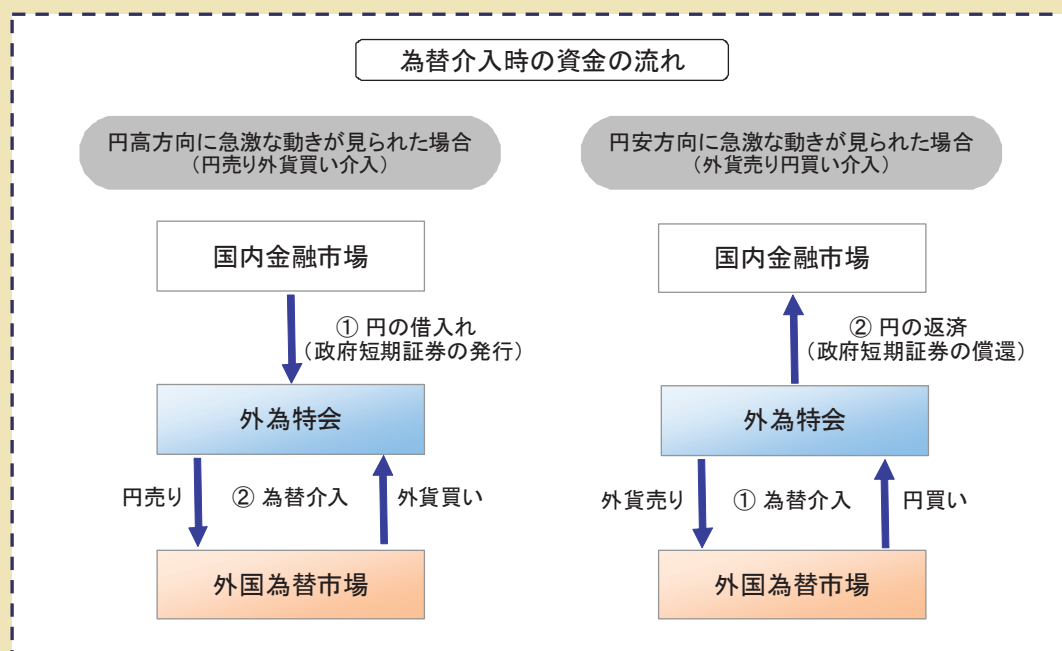 為替介入時の資金の流れ
円高方向に急激な動きが見られた場合
（円売り外貨買い介入）
国内金融市場
① 円の借入れ
（政府短期証券の発行）
外為特会
円売り
② 為替介入
外貨買い
外国為替市場
円安方向に急激な動きが見られた場合
（外貨売り円買い介入）
国内金融市場
② 円の返済
（政府短期証券の償還）
外為特会
外貨売り
① 為替介入
円買い
外国為替市場